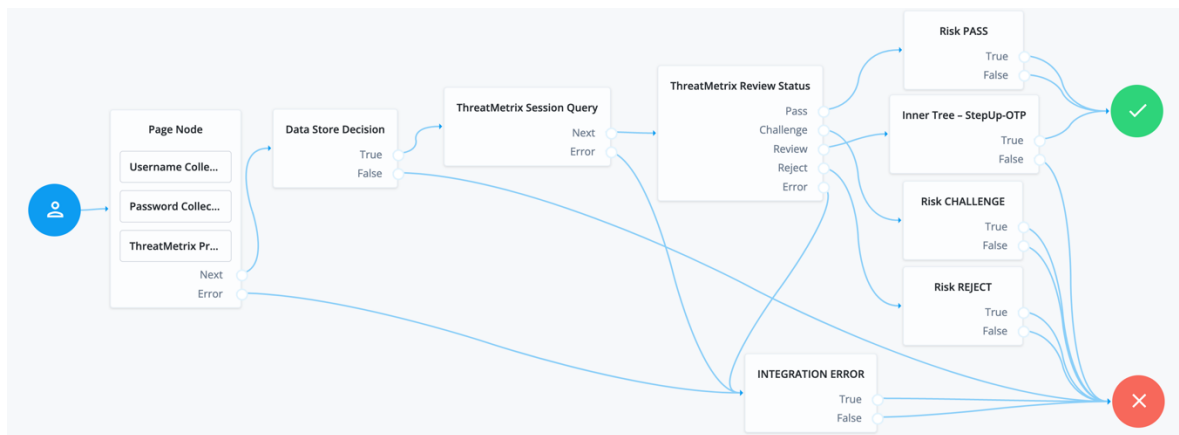 Page Node
Username Colle...
Password Collec...
ThreatMetrix Pr...
Next
Error
Data Store Decision
True
False
ThreatMetrix Session Query
Next
Error
ThreatMetrix Review Status
Pass
Challenge
Review
Reject
Error
Risk PASS
True
False
Inner Tree – StepUp-OTP
True
False
Risk CHALLENGE
True
False
Risk REJECT
True
False
INTEGRATION ERROR
True
False